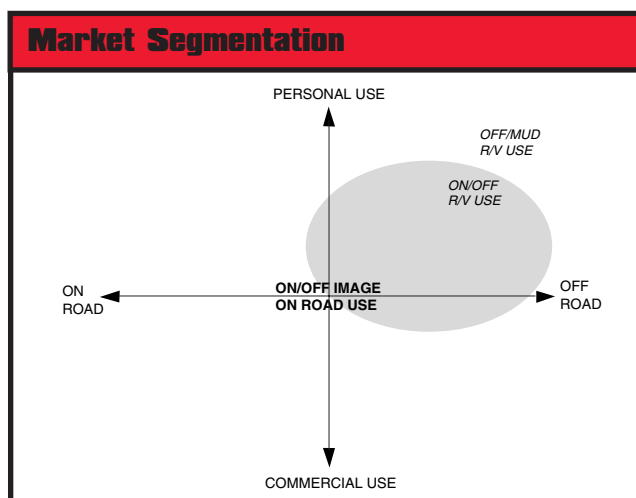 Market Segmentation
PERSONAL USE
OFF/MUD
R/V USE
ON/OFF
R/V USE
ON
ROAD
ON/OFF IMAGE
ON ROAD USE
OFF
ROAD
COMMERCIAL USE